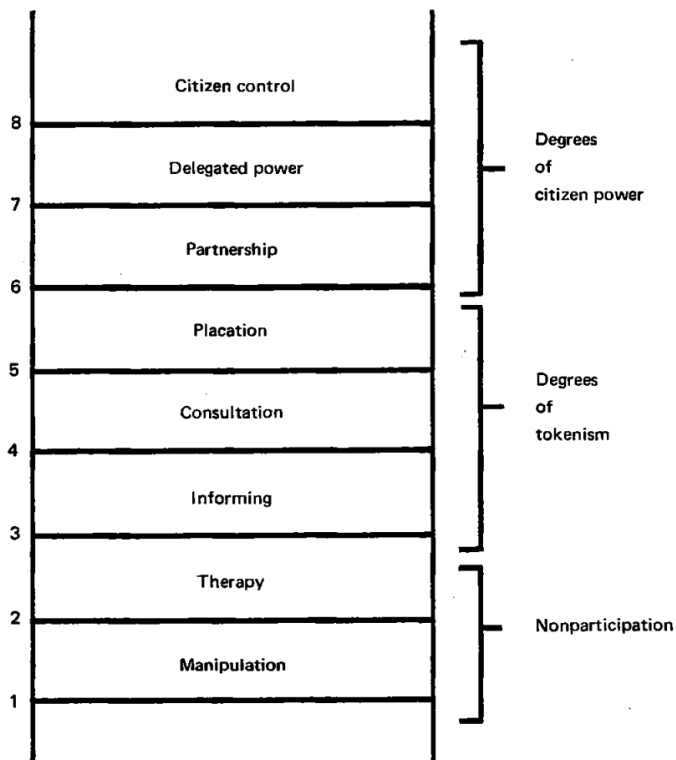 Citizen control
8
Delegated power
7
Partnership
6
Placation
5
Consultation
4
Informing
3
Therapy
2
Manipulation
1
Degrees
of
citizen power
Degrees
of
tokenism
Nonparticipation